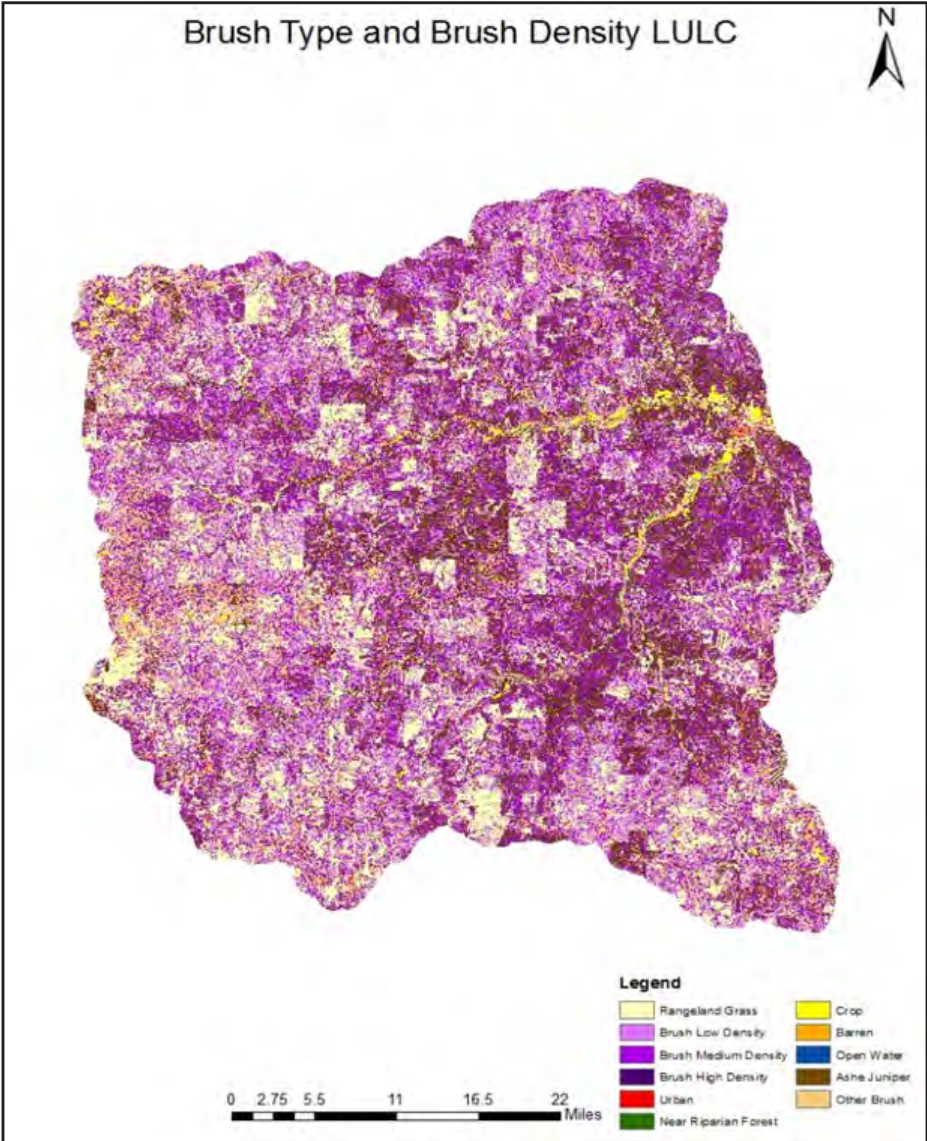 Brush Type and Brush Density LULC
N
Legend
Rangeland Grass
Brush Low Density
Brush Medium Density
Brush High Density
Urban
Near Riparian Forest
Crop
Barren
Open Water
Ashe Juniper
Other Brush
0 2.75 5.5 11 16.5 22
Miles